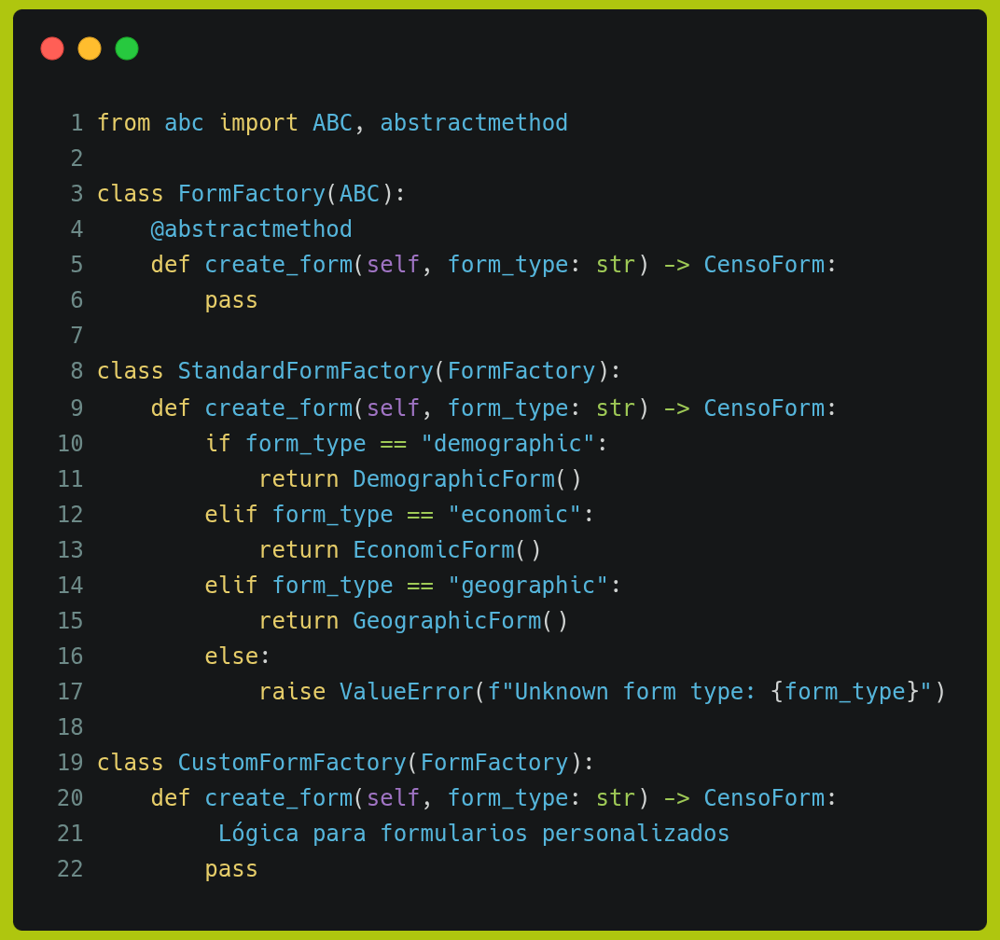 1 from abc import ABC, abstractmethod
2
3 class FormFactory(ABC):
4     @abstractmethod
5     def create_form(self, form_type: str) -> CensoForm:
6         pass
7
8 class StandardFormFactory(FormFactory):
9     def create_form(self, form_type: str) -> CensoForm:
10         if form_type == "demographic":
11             return DemographicForm()
12         elif form_type == "economic":
13             return EconomicForm()
14         elif form_type == "geographic":
15             return GeographicForm()
16         else:
17             raise ValueError(f"Unknown form type: {form_type}")
18
19 class CustomFormFactory(FormFactory):
20     def create_form(self, form_type: str) -> CensoForm:
21          Lógica para formularios personalizados
22         pass